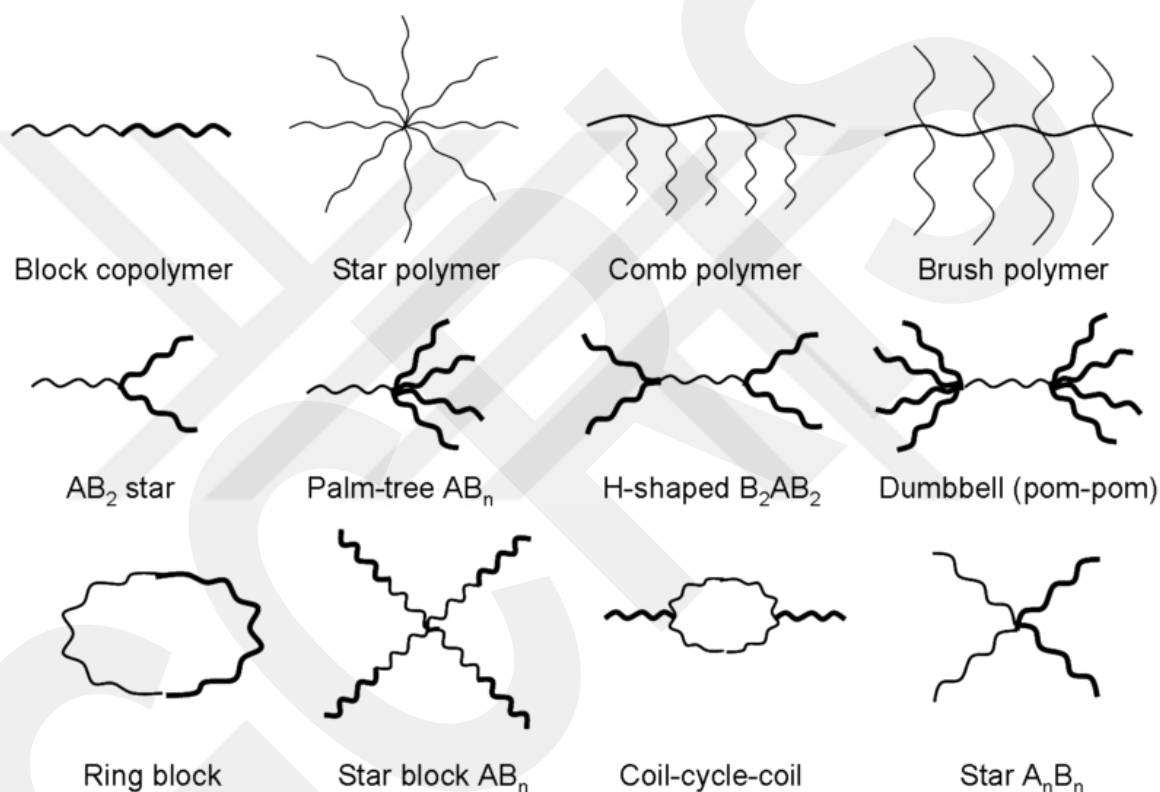 Block copolymer
Star polymer
Comb polymer
Brush polymer
AB₂ star
Palm-tree ABₙ
H-shaped B₂AB₂
Dumbbell (pom-pom)
Ring block
Star block ABₙ
Coil-cycle-coil
Star AₙBₙ